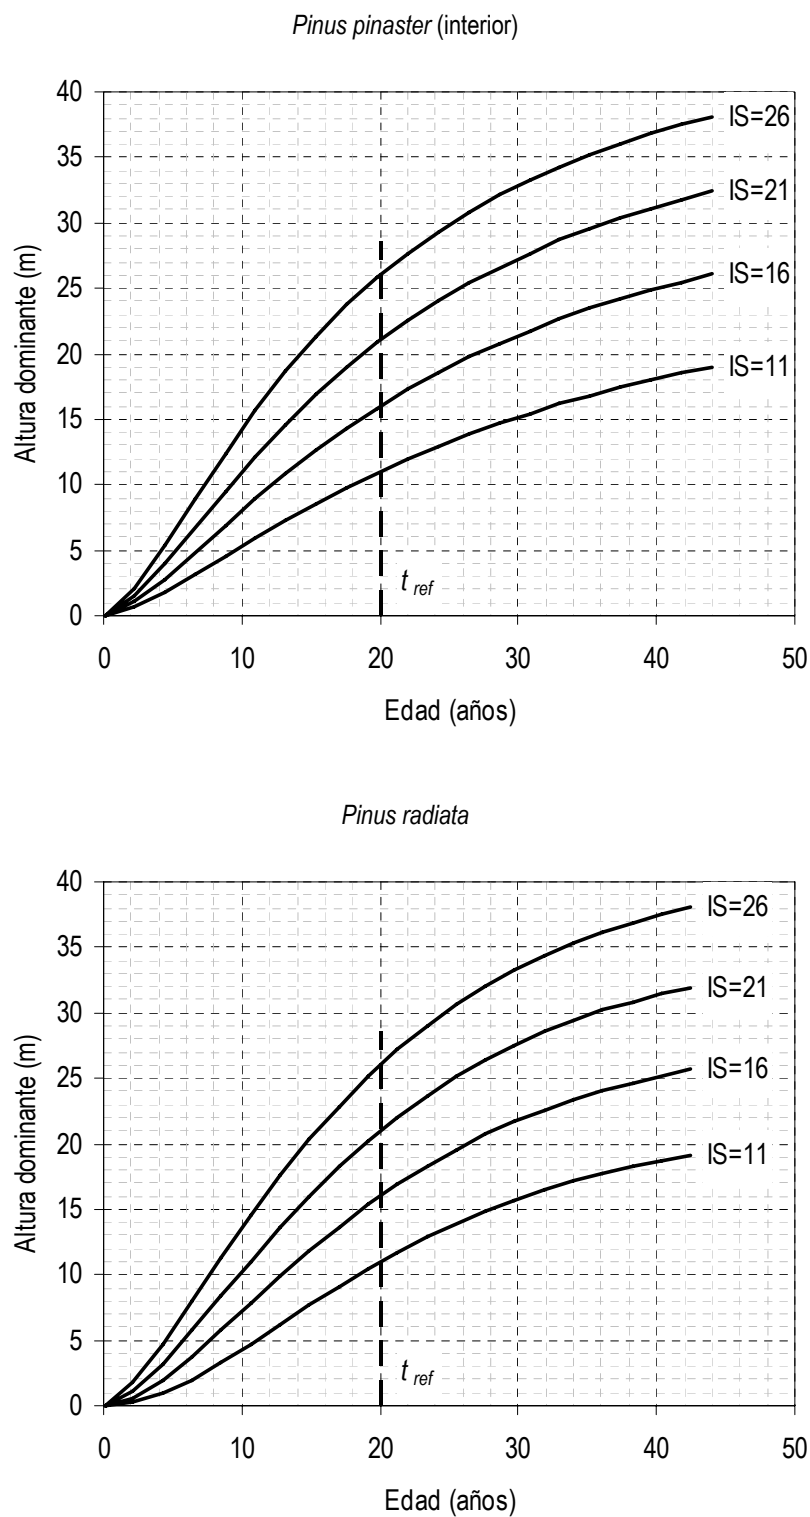 Pinus pinaster (interior)
40
35
30
25
20
15
10
5
0
Altura dominante (m)
IS=26
IS=21
IS=16
IS=11
t ref
0 10 20 30 40 50
Edad (años)
Pinus radiata
40
35
30
25
20
15
10
5
0
Altura dominante (m)
IS=26
IS=21
IS=16
IS=11
t ref
0 10 20 30 40 50
Edad (años)